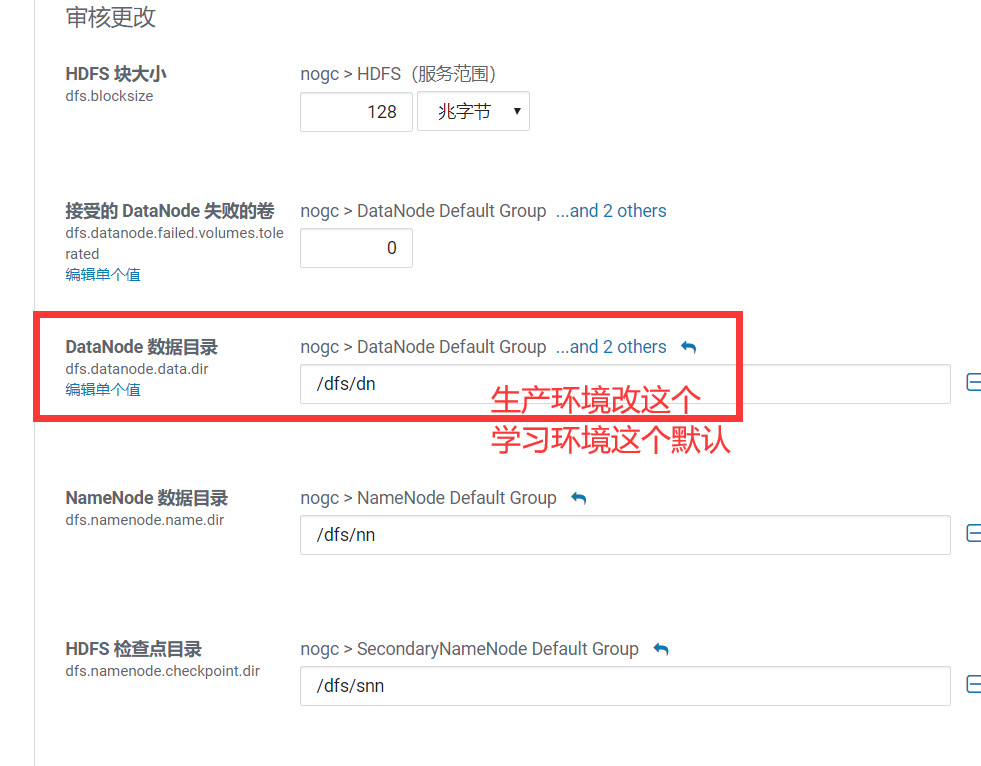 审核更改
HDFS 块大小
dfs.blocksize
nogc > HDFS（服务范围）
128 兆字节
接受的 DataNode 失败的卷
dfs.datanode.failed.volumes.tole
rated
编辑单个值
nogc > DataNode Default Group ...and 2 others
0
DataNode 数据目录
dfs.datanode.data.dir
编辑单个值
nogc > DataNode Default Group ...and 2 others
/dfs/dn
生产环境改这个
学习环境这个默认
NameNode 数据目录
dfs.namenode.name.dir
nogc > NameNode Default Group
/dfs/nn
HDFS 检查点目录
dfs.namenode.checkpoint.dir
nogc > SecondaryNameNode Default Group
/dfs/snn